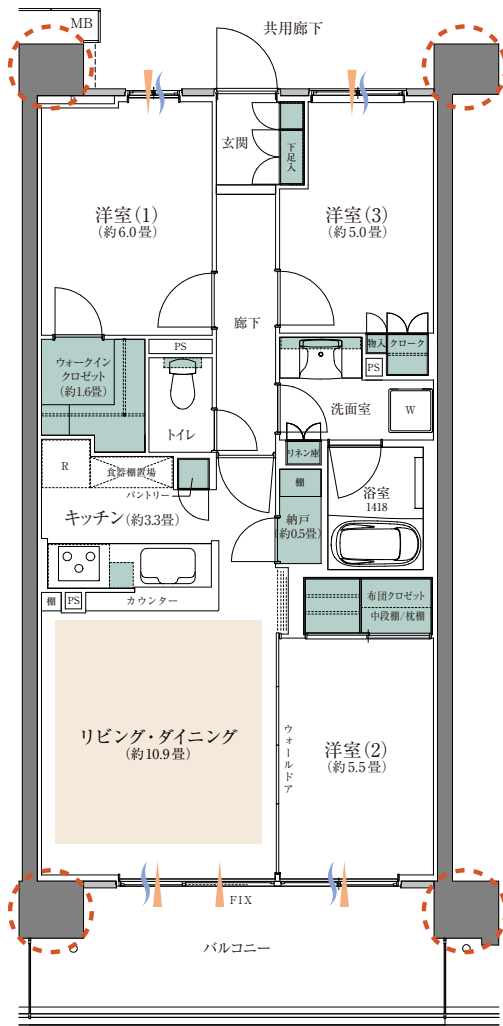 MB
共用廊下
玄関
下足入
洋室(1)
(約6.0畳)
洋室(3)
(約5.0畳)
廊下
PS
物入
クローク
PS
ウォークイン
クロゼット
(約1.6畳)
トイレ
洗面室
W
リネン庫
R
食器棚置場
パントリー
棚
納戸
(約0.5畳)
浴室
1418
キッチン(約3.3畳)
棚
PS
カウンター
布団クロゼット
中段棚/枕棚
リビング・ダイニング
(約10.9畳)
ウォールドア
洋室(2)
(約5.5畳)
FIX
バルコニー